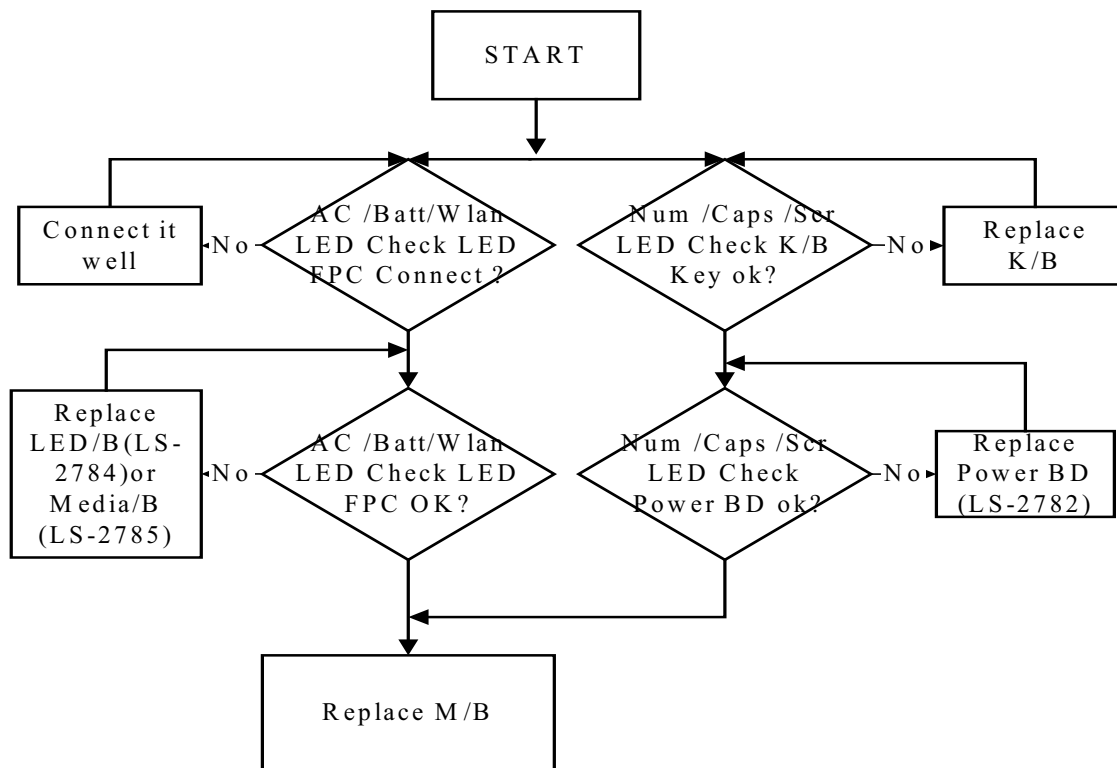 START
AC /Batt/Wlan
LED Check LED
FPC Connect ?
Num /Caps /Scr
LED Check K/B
Key ok?
Connect it
well
No
No
Replace
K/B
Replace
LED/B(LS-
2784)or
Media/B
(LS-2785)
No
AC /Batt/Wlan
LED Check LED
FPC OK?
Num /Caps /Scr
LED Check
Power BD ok?
No
Replace
Power BD
(LS-2782)
Replace M/B